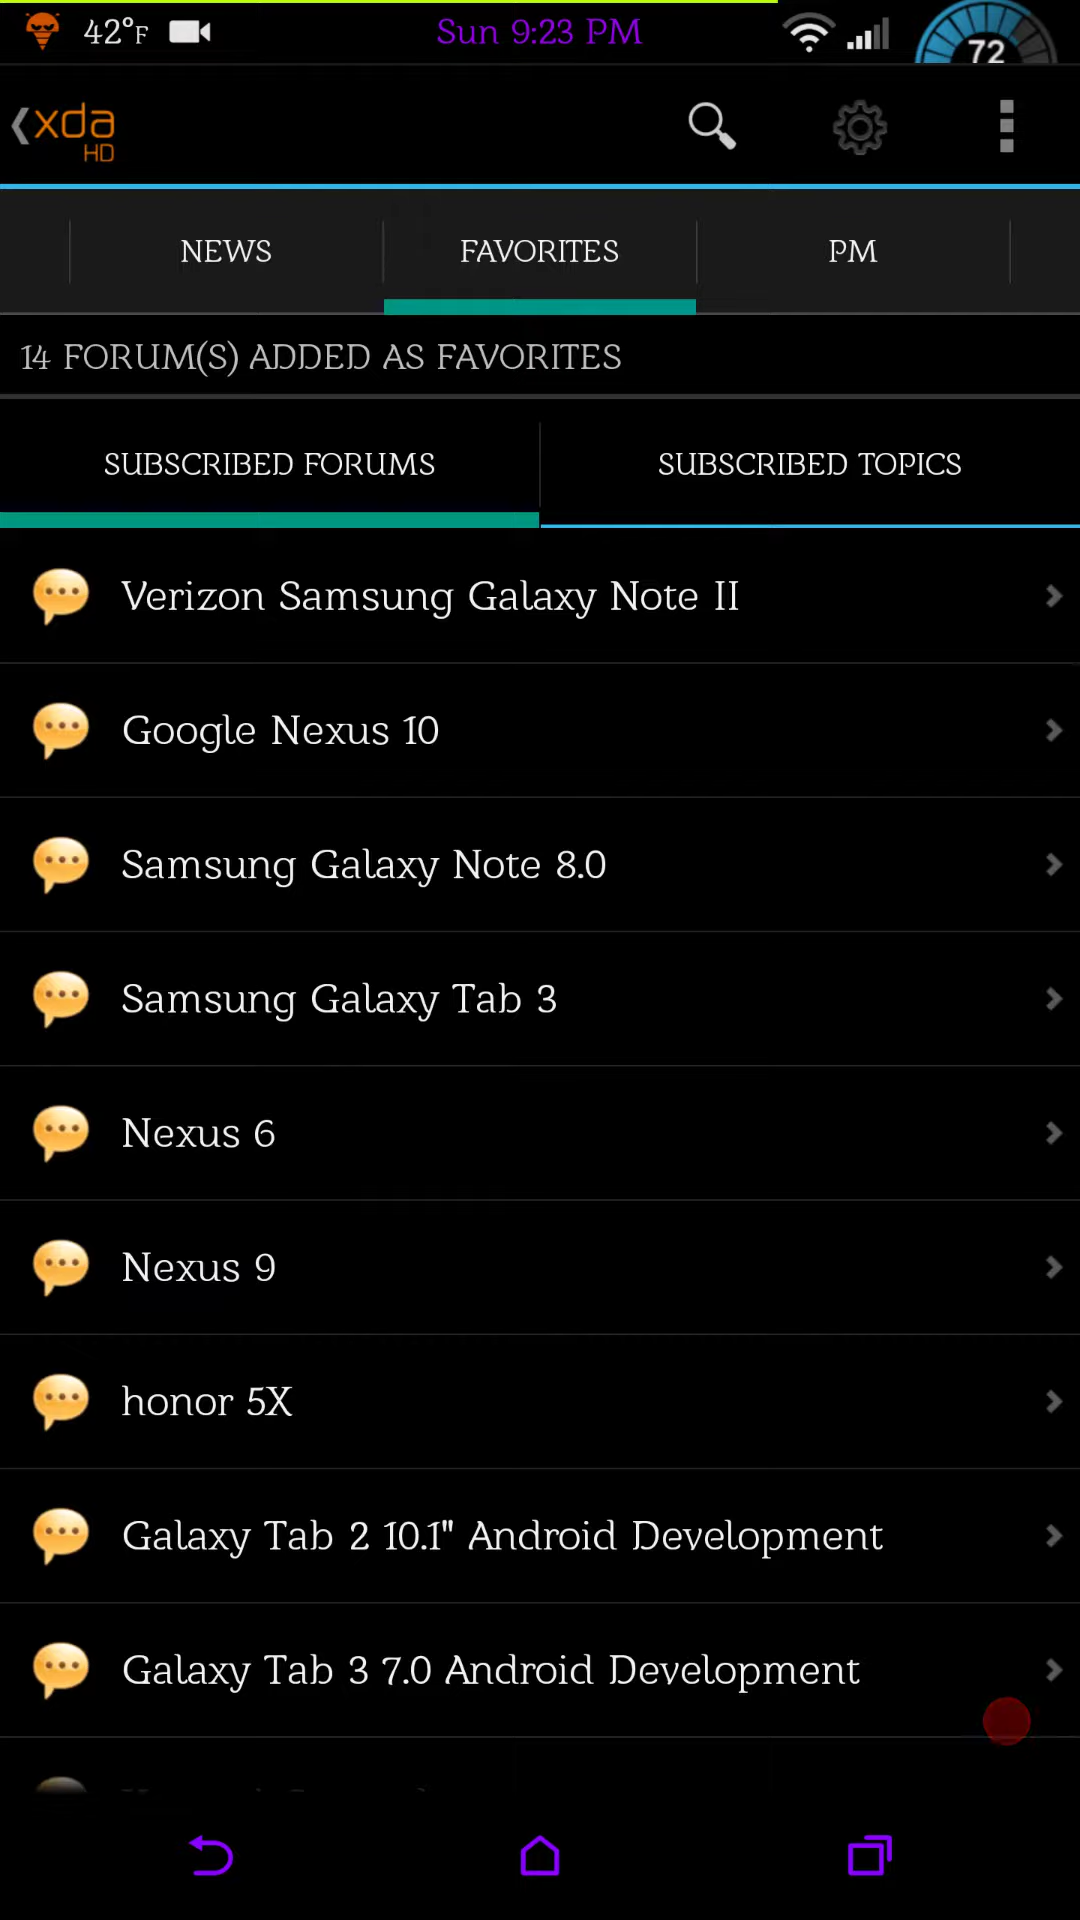 42°F
Sun 9:23 PM
72
xda
HD
NEWS
FAVORITES
PM
14 FORUM(S) ADDED AS FAVORITES
SUBSCRIBED FORUMS
SUBSCRIBED TOPICS
Verizon Samsung Galaxy Note II
Google Nexus 10
Samsung Galaxy Note 8.0
Samsung Galaxy Tab 3
Nexus 6
Nexus 9
honor 5X
Galaxy Tab 2 10.1" Android Development
Galaxy Tab 3 7.0 Android Development